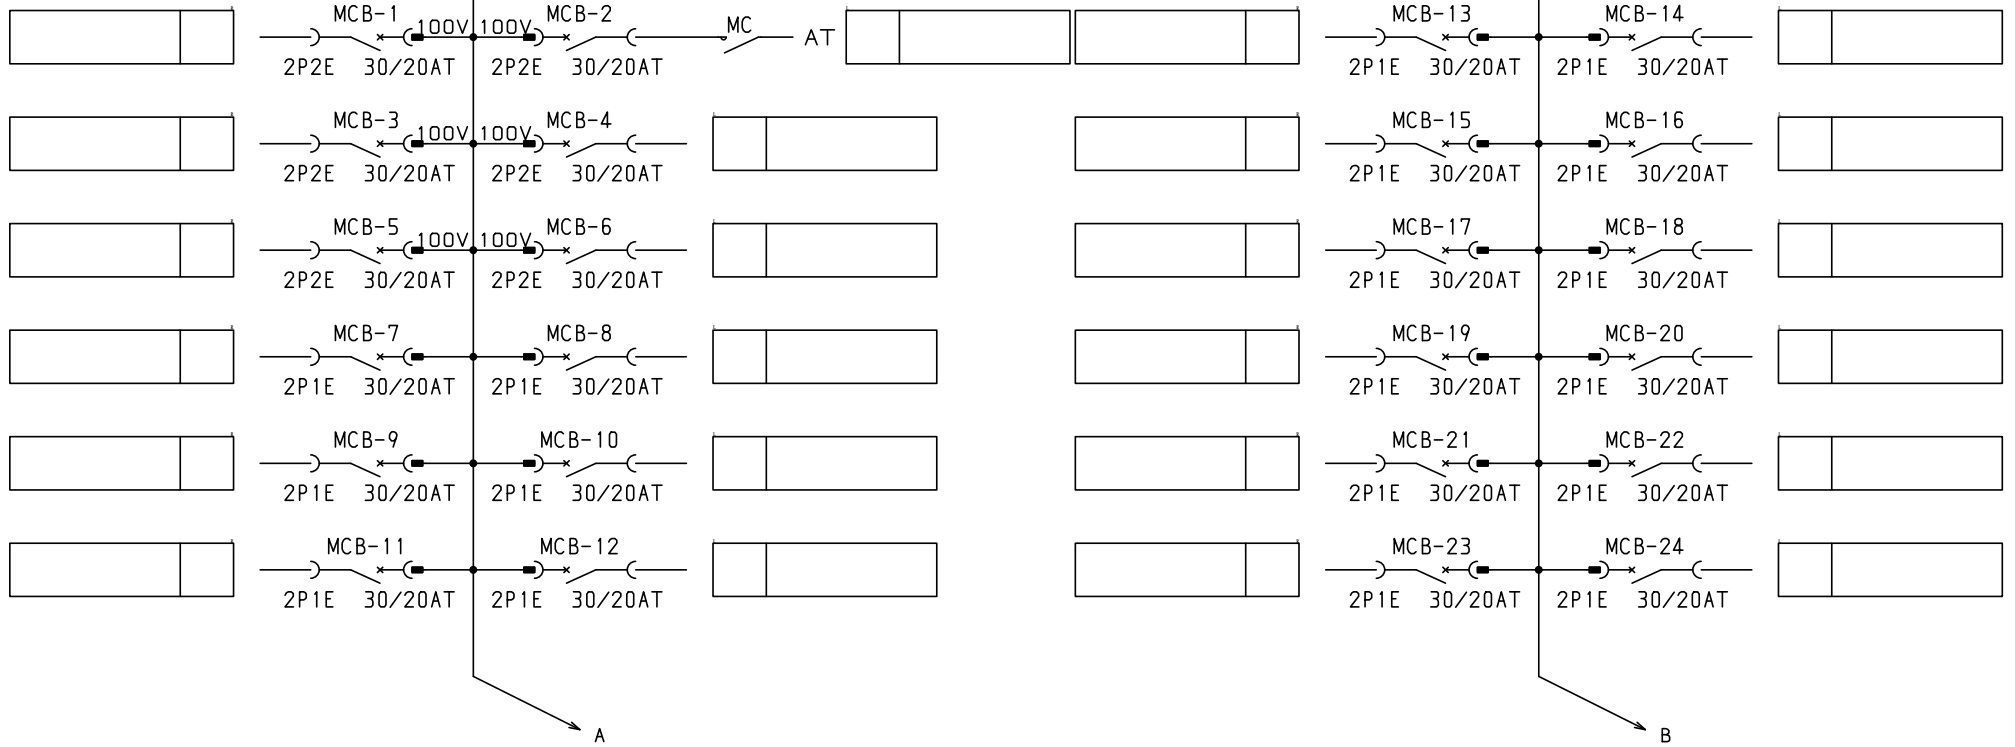 MCB-1 100V 100V MCB-2 MC AT
2P2E 30/20AT 2P2E 30/20AT
MCB-3 100V 100V MCB-4
2P2E 30/20AT 2P2E 30/20AT
MCB-5 100V 100V MCB-6
2P2E 30/20AT 2P2E 30/20AT
MCB-7 MCB-8
2P1E 30/20AT 2P1E 30/20AT
MCB-9 MCB-10
2P1E 30/20AT 2P1E 30/20AT
MCB-11 MCB-12
2P1E 30/20AT 2P1E 30/20AT
A
MCB-13 MCB-14
2P1E 30/20AT 2P1E 30/20AT
MCB-15 MCB-16
2P1E 30/20AT 2P1E 30/20AT
MCB-17 MCB-18
2P1E 30/20AT 2P1E 30/20AT
MCB-19 MCB-20
2P1E 30/20AT 2P1E 30/20AT
MCB-21 MCB-22
2P1E 30/20AT 2P1E 30/20AT
MCB-23 MCB-24
2P1E 30/20AT 2P1E 30/20AT
B